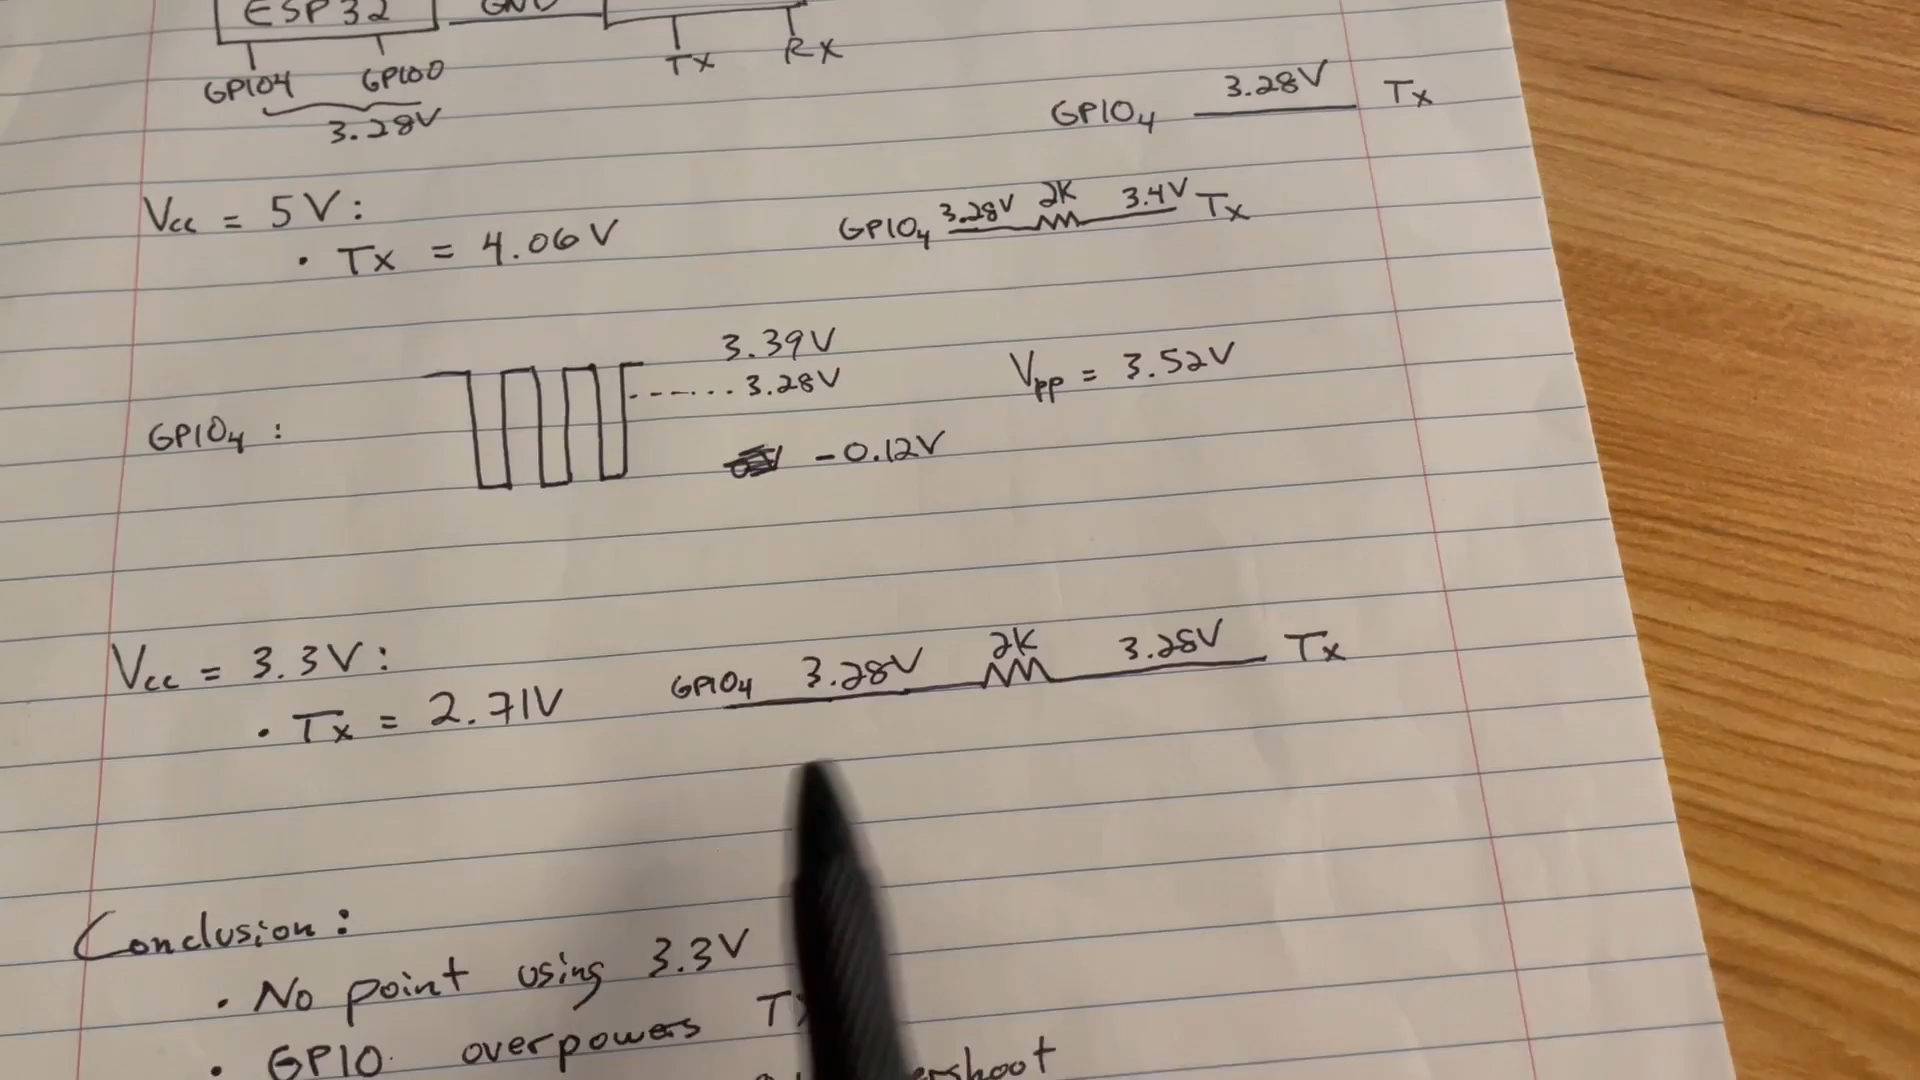 ESP32 GND
GPIO4 GPIO0 TX RX
3.28V
GPIO4 3.28V Tx
Vcc = 5V:
• Tx = 4.06V
GPIO4 3.28V 2K 3.4V Tx
3.39V
3.28V
Vpp = 3.52V
GPIO4 :
-0.12V
Vcc = 3.3V:
• Tx = 2.71V
GPIO4 3.28V 2K 3.28V Tx
Conclusion:
• No point using 3.3V
• GPIO overpowers